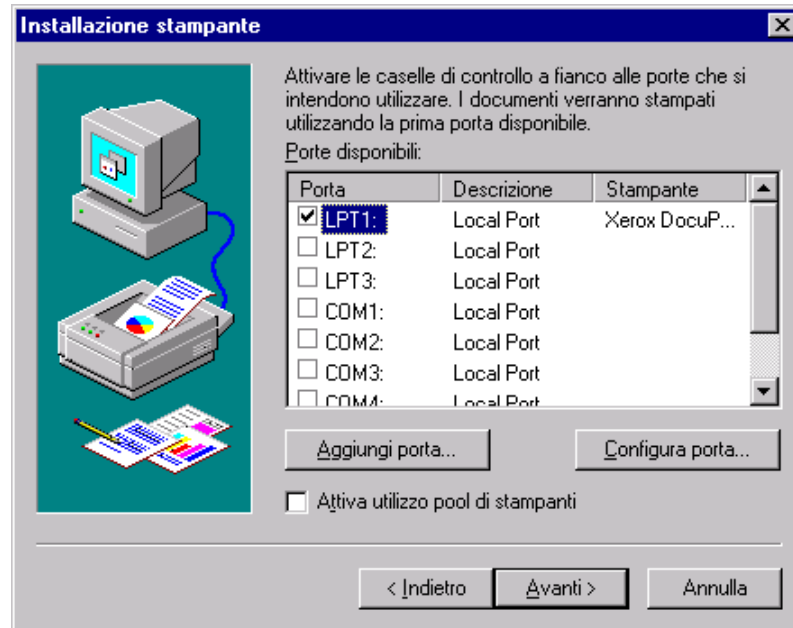 Installazione stampante
Attivare le caselle di controllo a fianco alle porte che si
intendono utilizzare. I documenti verranno stampati
utilizzando la prima porta disponibile.
Porte disponibili:
Porta Descrizione Stampante
LPT1: Local Port Xerox DocuP...
LPT2: Local Port
LPT3: Local Port
COM1: Local Port
COM2: Local Port
COM3: Local Port
COM4: Local Port
Aggiungi porta... Configura porta...
Attiva utilizzo pool di stampanti
< Indietro Avanti > Annulla